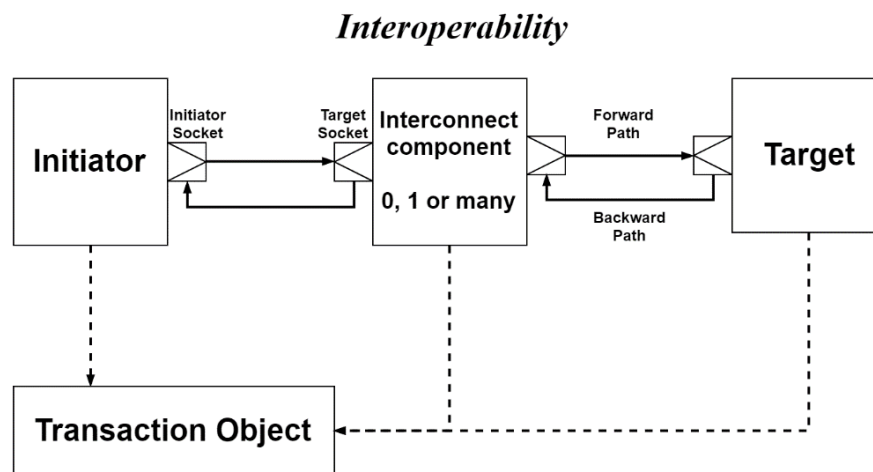 Interoperability
Initiator
Initiator
Socket
Target
Socket
Interconnect
component
0, 1 or many
Forward
Path
Backward
Path
Target
Transaction Object